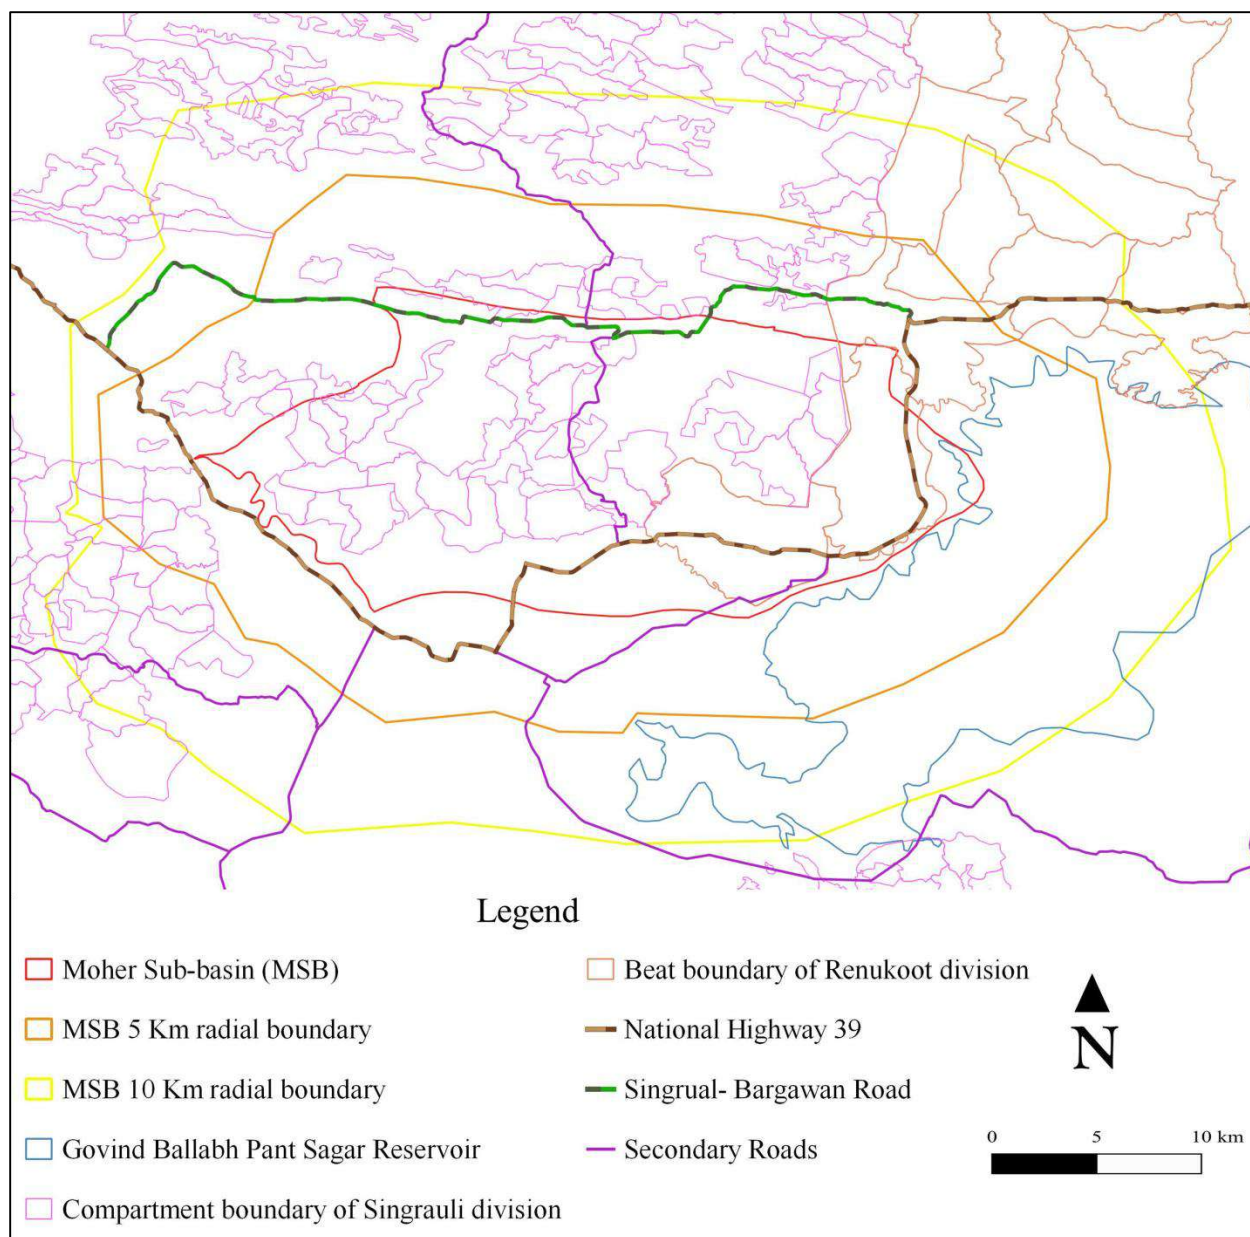 Legend
Moher Sub-basin (MSB)
MSB 5 Km radial boundary
MSB 10 Km radial boundary
Govind Ballabh Pant Sagar Reservoir
Compartment boundary of Singrauli division
Beat boundary of Renukoot division
National Highway 39
Singrual- Bargawan Road
Secondary Roads
N
0 5 10 km